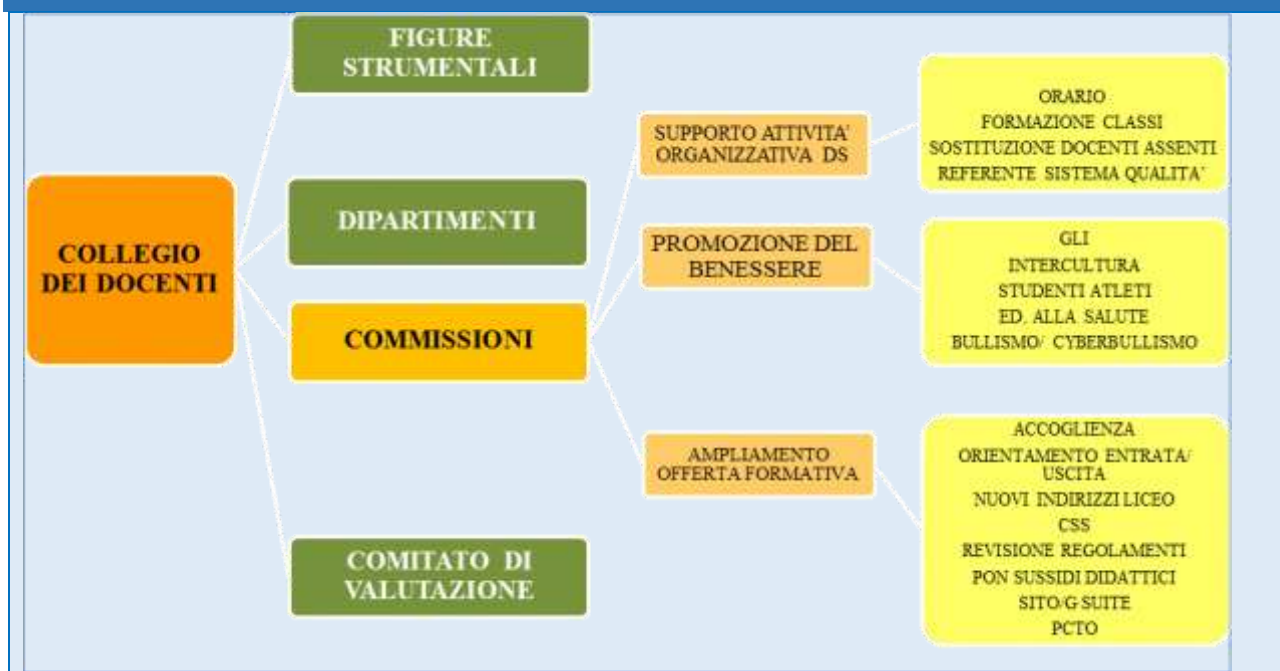 COLLEGIO
DEI DOCENTI
FIGURE
STRUMENTALI
DIPARTIMENTI
COMMISSIONI
COMITATO DI
VALUTAZIONE
SUPPORTO ATTIVITA'
ORGANIZZATIVA DS
PROMOZIONE DEL
BENESSERE
AMPLIAMENTO
OFFERTA FORMATIVA
ORARIO
FORMAZIONE CLASSI
SOSTITUZIONE DOCENTI ASSENTI
REFERENTE SISTEMA QUALITA'
GLI
INTERCULTURA
STUDENTI ATLETI
ED. ALLA SALUTE
BULLISMO/ CYBERBULLISMO
ACCOGLIENZA
ORIENTAMENTO ENTRATA/
USCITA
NUOVI INDIRIZZI LICEO
CSS
REVISIONE REGOLAMENTI
PON SUSSIDI DIDATTICI
SITO/G SUITE
PCTO